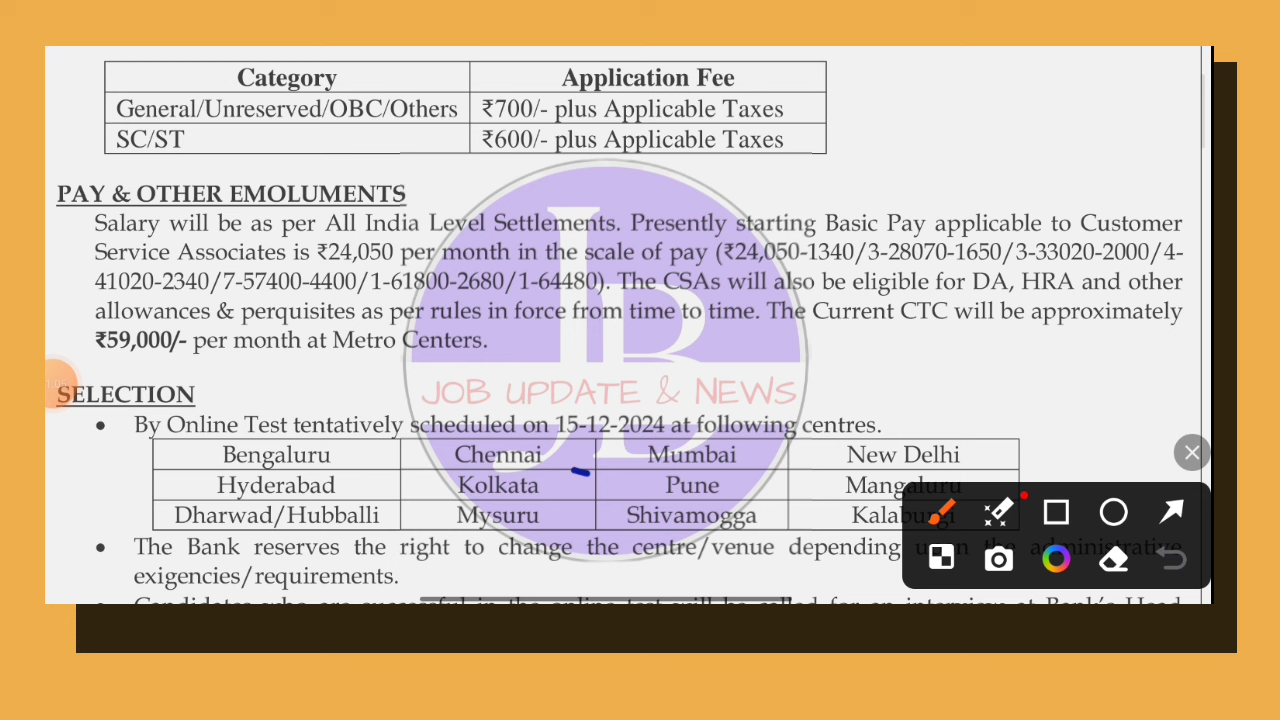 Category Application Fee
General/Unreserved/OBC/Others ₹700/- plus Applicable Taxes
SC/ST ₹600/- plus Applicable Taxes
PAY & OTHER EMOLUMENTS
Salary will be as per All India Level Settlements. Presently starting Basic Pay applicable to Customer
Service Associates is ₹24,050 per month in the scale of pay (₹24,050-1340/3-28070-1650/3-33020-2000/4-
41020-2340/7-57400-4400/1-61800-2680/1-64480). The CSAs will also be eligible for DA, HRA and other
allowances & perquisites as per rules in force from time to time. The Current CTC will be approximately
₹59,000/- per month at Metro Centers.
JB
JOB UPDATE & NEWS
SELECTION
• By Online Test tentatively scheduled on 15-12-2024 at following centres.
Bengaluru Chennai Mumbai New Delhi
Hyderabad Kolkata Pune Mangaluru
Dharwad/Hubballi Mysuru Shivamogga Kalaburgi
• The Bank reserves the right to change the centre/venue depending upon the administrative
exigencies/requirements.